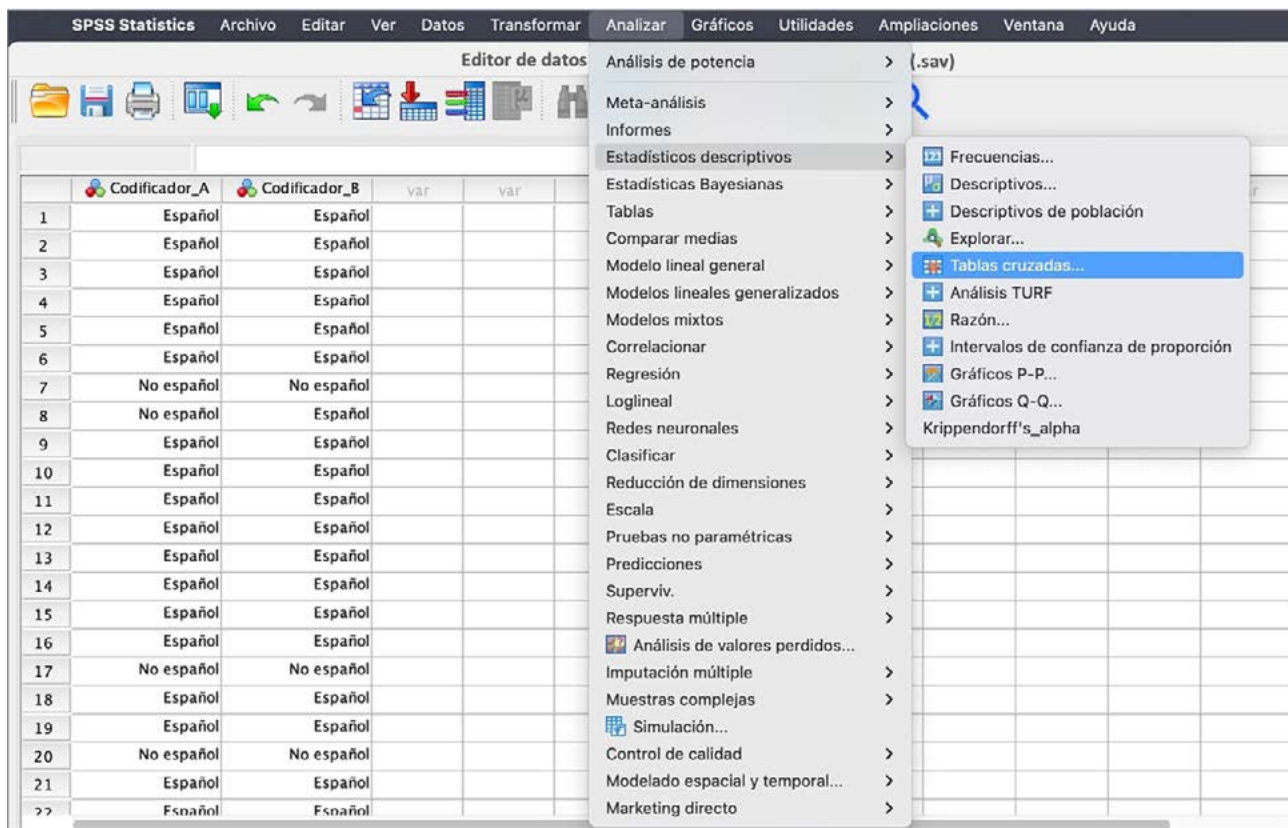 SPSS Statistics Archivo Editar Ver Datos Transformar Analizar Gráficos Utilidades Ampliaciones Ventana Ayuda
Editor de datos
(.sav)
Análisis de potencia
Meta-análisis
Informes
Estadísticos descriptivos
Estadísticas Bayesianas
Tablas
Comparar medias
Modelo lineal general
Modelos lineales generalizados
Modelos mixtos
Correlacionar
Regresión
Loglineal
Redes neuronales
Clasificar
Reducción de dimensiones
Escala
Pruebas no paramétricas
Predicciones
Superviv.
Respuesta múltiple
Análisis de valores perdidos...
Imputación múltiple
Muestras complejas
Simulación...
Control de calidad
Modelado espacial y temporal...
Marketing directo
Frecuencias...
Descriptivos...
Descriptivos de población
Explorar...
Tablas cruzadas...
Análisis TURF
Razón...
Intervalos de confianza de proporción
Gráficos P-P...
Gráficos Q-Q...
Krippendorff's_alpha
Codificador_A Codificador_B var var
1 Español Español
2 Español Español
3 Español Español
4 Español Español
5 Español Español
6 Español Español
7 No español No español
8 No español Español
9 Español Español
10 Español Español
11 Español Español
12 Español Español
13 Español Español
14 Español Español
15 Español Español
16 Español Español
17 No español No español
18 Español Español
19 Español Español
20 No español No español
21 Español Español
22 Español Español